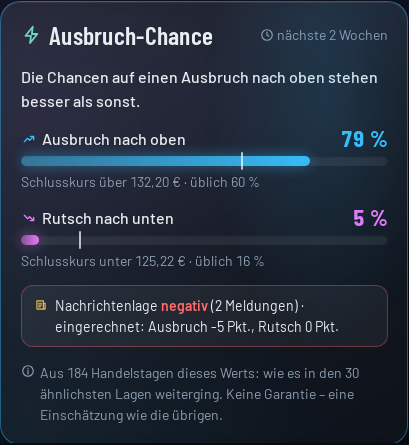 Ausbruch-Chance
nächste 2 Wochen
Die Chancen auf einen Ausbruch nach oben stehen
besser als sonst.
Ausbruch nach oben 79 %
Schlusskurs über 132,20 € · üblich 60 %
Rutsch nach unten 5 %
Schlusskurs unter 125,22 € · üblich 16 %
Nachrichtenlage negativ (2 Meldungen) ·
eingerechnet: Ausbruch -5 Pkt., Rutsch 0 Pkt.
Aus 184 Handelstagen dieses Werts: wie es in den 30
ähnlichsten Lagen weiterging. Keine Garantie – eine
Einschätzung wie die übrigen.